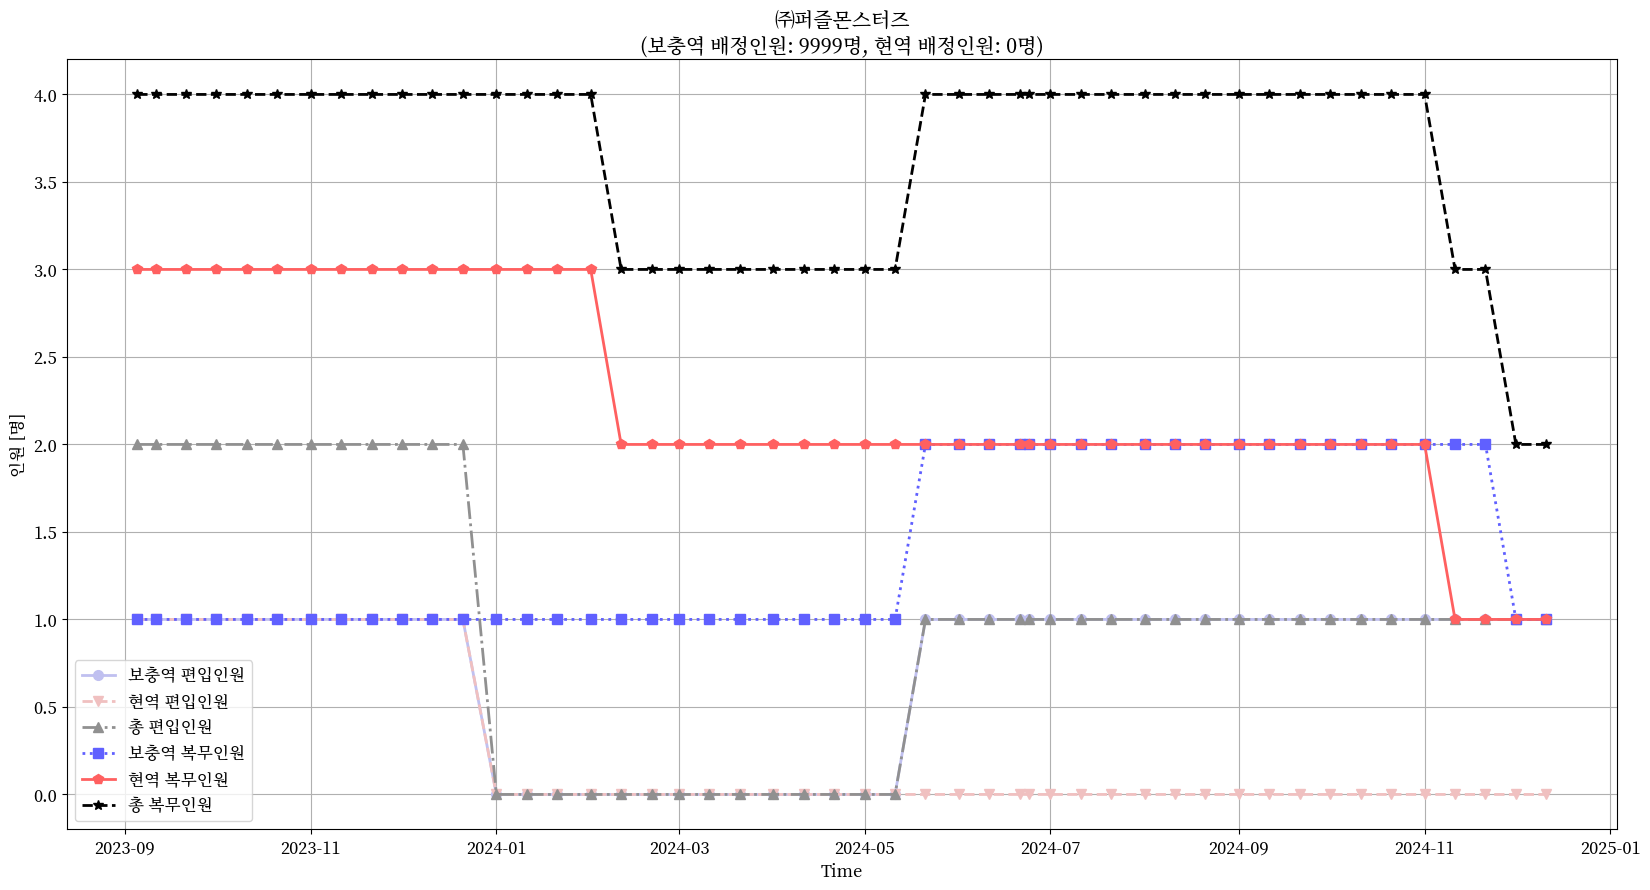 ㈜퍼즐몬스터즈
(보충역 배정인원: 9999명, 현역 배정인원: 0명)
인원 [명]
4.0
3.5
3.0
2.5
2.0
1.5
1.0
0.5
0.0
보충역 편입인원
현역 편입인원
총 편입인원
보충역 복무인원
현역 복무인원
총 복무인원
2023-09 2023-11 2024-01 2024-03 2024-05 2024-07 2024-09 2024-11 2025-01
Time